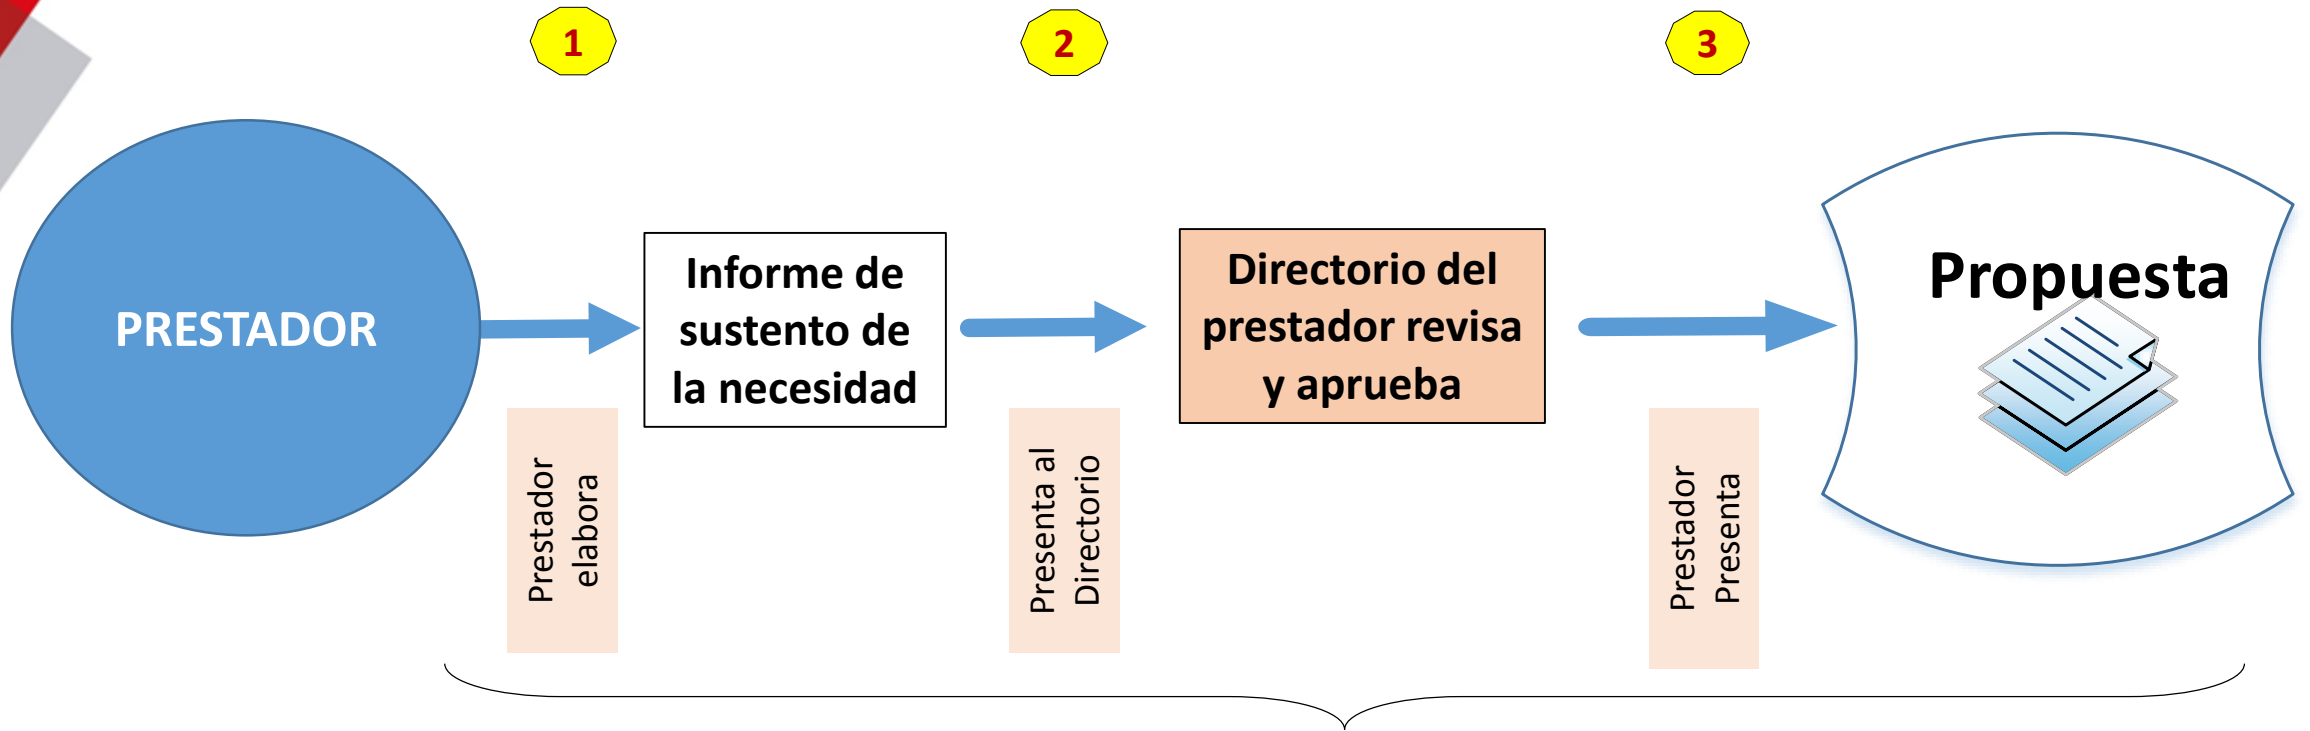 1
2
3
PRESTADOR
Informe de
sustento de
la necesidad
Directorio del
prestador revisa
y aprueba
Propuesta
Prestador
elabora
Presenta al
Directorio
Prestador
Presenta